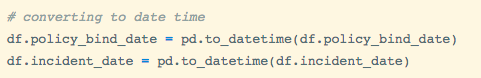 # converting to date time
df.policy_bind_date = pd.to_datetime(df.policy_bind_date)
df.incident_date = pd.to_datetime(df.incident_date)